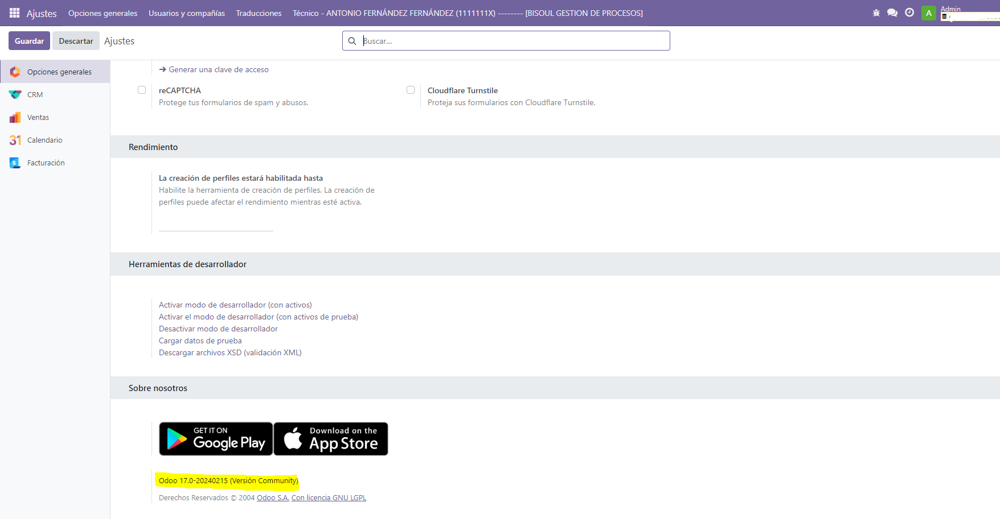 Ajustes Opciones generales Usuarios y compañías Traducciones Técnico - ANTONIO FERNÁNDEZ FERNÁNDEZ (1111111X) -------- [BISOUL GESTION DE PROCESOS] A Admin
Guardar Descartar Ajustes Buscar...
Opciones generales
CRM
Ventas
31 Calendario
$ Facturación
→ Generar una clave de acceso
reCAPTCHA
Protege tus formularios de spam y abusos.
Cloudflare Turnstile
Proteja sus formularios con Cloudflare Turnstile.
Rendimiento
La creación de perfiles estará habilitada hasta
Habilite la herramienta de creación de perfiles. La creación de
perfiles puede afectar el rendimiento mientras esté activa.
Herramientas de desarrollador
Activar modo de desarrollador (con activos)
Activar el modo de desarrollador (con activos de prueba)
Desactivar modo de desarrollador
Cargar datos de prueba
Descargar archivos XSD (validación XML)
Sobre nosotros
GET IT ON
Google Play
Download on the
App Store
Odoo 17.0-20240215 (Versión Community)
Derechos Reservados © 2004 Odoo S.A. Con licencia GNU LGPL